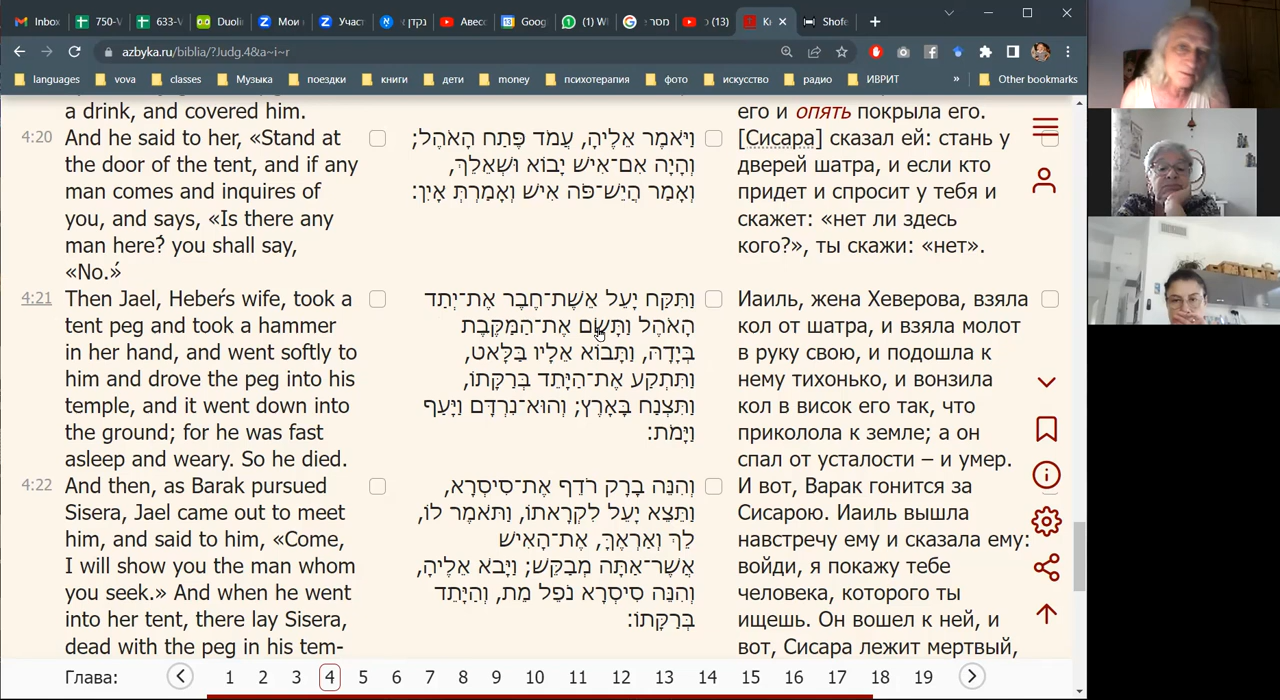 Inbox
750-V
633-V
Duolin
Мои
Участ
נקדן א
Авесс
Goog
(1) W
מסר
(13) כ
Ki
Shofe
azbyka.ru/biblia/?Judg.4&a~i~r
languages
vova
classes
Музыка
поездки
книги
дети
money
психотерапия
фото
искусство
радио
ИВРИТ
»
Other bookmarks
a drink, and covered him.
4:20
And he said to her, «Stand at
the door of the tent, and if any
man comes and inquires of
you, and says, «Is there any
man here?́ you shall say,
«No.»́
4:21
Then Jael, Hebeŕs wife, took a
tent peg and took a hammer
in her hand, and went softly to
him and drove the peg into his
temple, and it went down into
the ground; for he was fast
asleep and weary. So he died.
4:22
And then, as Barak pursued
Sisera, Jael came out to meet
him, and said to him, «Come,
I will show you the man whom
you seek.» And when he went
into her tent, there lay Sisera,
dead with the peg in his tem-
וַיֹּאמֶר אֵלֶיהָ, עֲמֹד פֶּתַח הָאֹהֶל;
וְהָיָה אִם־אִישׁ יָבוֹא וּשְׁאֵלֵךְ,
וְאָמַר הֲיֵשׁ־פֹּה אִישׁ וְאָמַרְתְּ אָיִן׃
וַתִּקַּח יָעֵל אֵשֶׁת־חֶבֶר אֶת־יְתַד
הָאֹהֶל וַתָּשֶׂם אֶת־הַמַּקֶּבֶת
בְּיָדָהּ, וַתָּבוֹא אֵלָיו בַּלָּאט,
וַתִּתְקַע אֶת־הַיָּתֵד בְּרַקָּתוֹ,
וַתִּצְנַח בָּאָרֶץ; וְהוּא־נִרְדָּם וַיָּעַף
וַיָּמֹת׃
וְהִנֵּה בָרָק רֹדֵף אֶת־סִיסְרָא,
וַתֵּצֵא יָעֵל לִקְרָאתוֹ, וַתֹּאמֶר לוֹ,
לֵךְ וְאַרְאֶךָּ, אֶת־הָאִישׁ
אֲשֶׁר־אַתָּה מְבַקֵּשׁ; וַיָּבֹא אֵלֶיהָ,
וְהִנֵּה סִיסְרָא נֹפֵל מֵת, וְהַיָּתֵד
בְּרַקָּתוֹ׃
его и опять покрыла его.
[Сисара] сказал ей: стань у
дверей шатра, и если кто
придет и спросит у тебя и
скажет: «нет ли здесь
кого?», ты скажи: «нет».
Иаиль, жена Хеверова, взяла
кол от шатра, и взяла молот
в руку свою, и подошла к
нему тихонько, и вонзила
кол в висок его так, что
приколола к земле; а он
спал от усталости – и умер.
И вот, Варак гонится за
Сисарою. Иаиль вышла
навстречу ему и сказала ему:
войди, я покажу тебе
человека, которого ты
ищешь. Он вошел к ней, и
вот, Сисара лежит мертвый,
Глава:
1 2 3 4 5 6 7 8 9 10 11 12 13 14 15 16 17 18 19